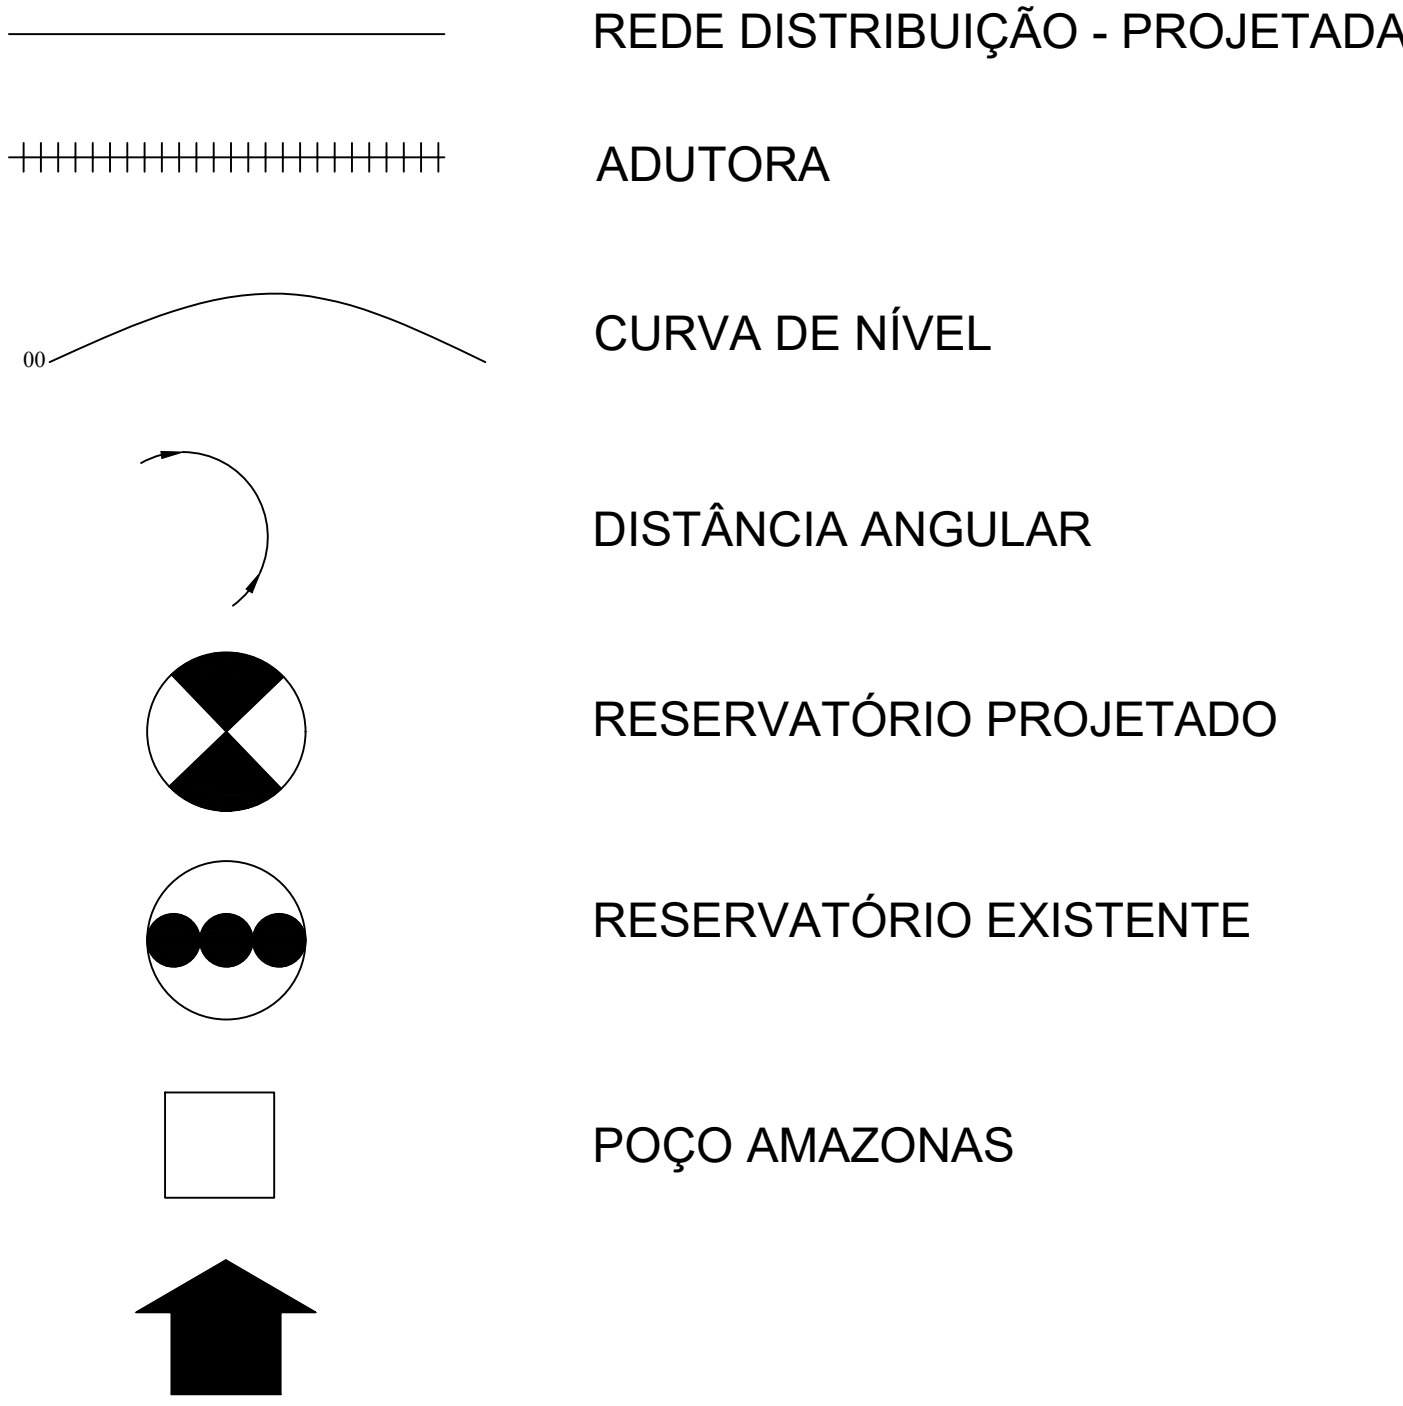 REDE DISTRIBUIÇÃO - PROJETADA
ADUTORA
00
CURVA DE NÍVEL
DISTÂNCIA ANGULAR
RESERVATÓRIO PROJETADO
RESERVATÓRIO EXISTENTE
POÇO AMAZONAS